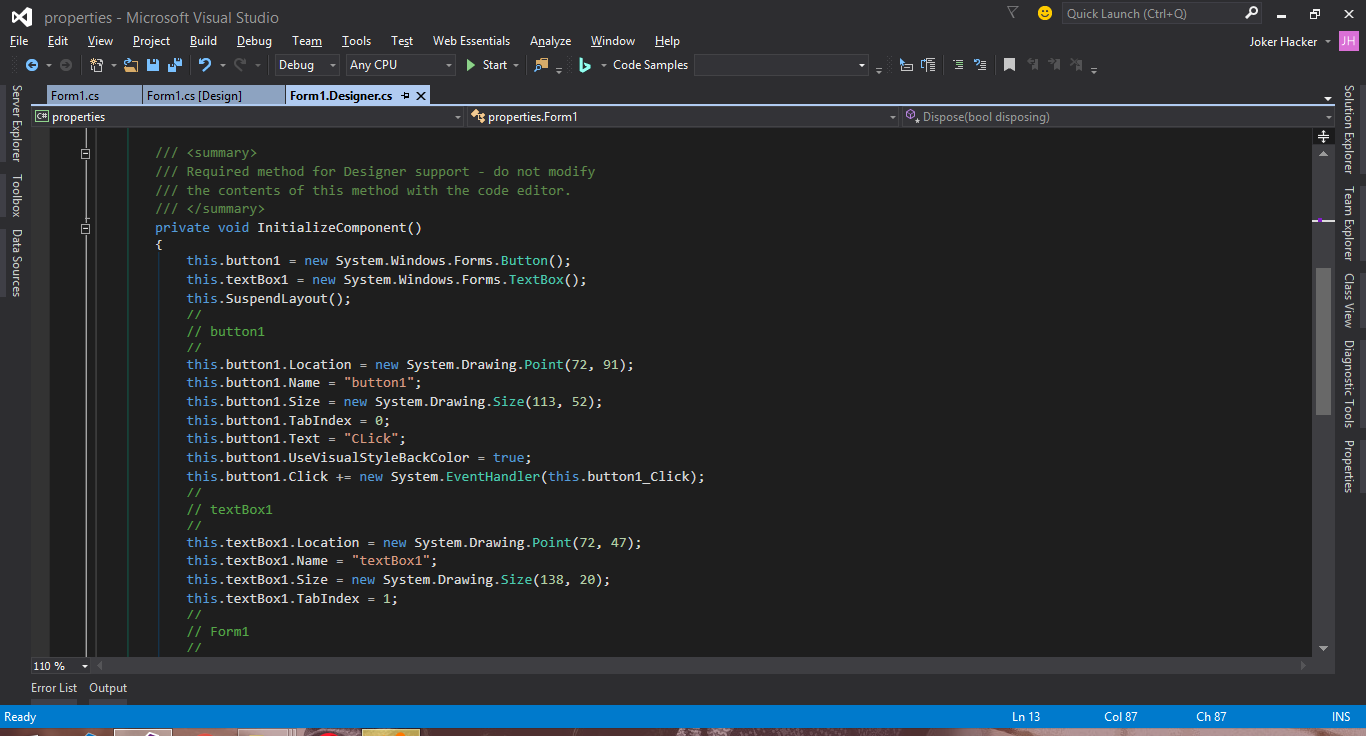 properties - Microsoft Visual Studio
Quick Launch (Ctrl+Q)
File Edit View Project Build Debug Team Tools Test Web Essentials Analyze Window Help
Joker Hacker JH
Debug Any CPU Start Code Samples
Form1.cs Form1.cs [Design] Form1.Designer.cs
C# properties properties.Form1 Dispose(bool disposing)
Server Explorer
Toolbox
Data Sources
/// <summary>
/// Required method for Designer support - do not modify
/// the contents of this method with the code editor.
/// </summary>
private void InitializeComponent()
{
this.button1 = new System.Windows.Forms.Button();
this.textBox1 = new System.Windows.Forms.TextBox();
this.SuspendLayout();
//
// button1
//
this.button1.Location = new System.Drawing.Point(72, 91);
this.button1.Name = "button1";
this.button1.Size = new System.Drawing.Size(113, 52);
this.button1.TabIndex = 0;
this.button1.Text = "CLick";
this.button1.UseVisualStyleBackColor = true;
this.button1.Click += new System.EventHandler(this.button1_Click);
//
// textBox1
//
this.textBox1.Location = new System.Drawing.Point(72, 47);
this.textBox1.Name = "textBox1";
this.textBox1.Size = new System.Drawing.Size(138, 20);
this.textBox1.TabIndex = 1;
//
// Form1
//
Solution Explorer
Team Explorer
Class View
Diagnostic Tools
Properties
110 %
Error List Output
Ready Ln 13 Col 87 Ch 87 INS